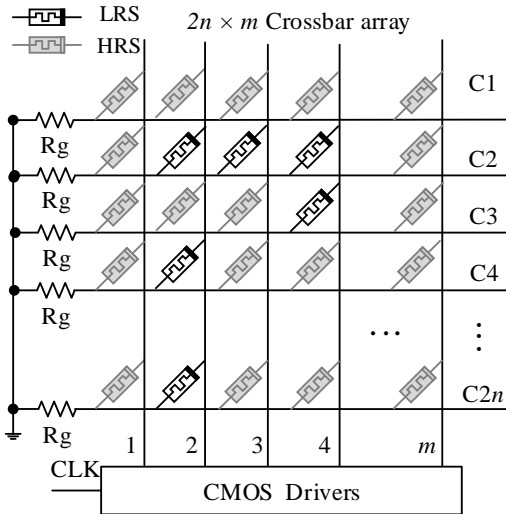 LRS
HRS
2n × m Crossbar array
C1
Rg
C2
Rg
C3
Rg
C4
Rg
...
⋮
C2n
Rg
1 2 3 4 m
CLK
CMOS Drivers